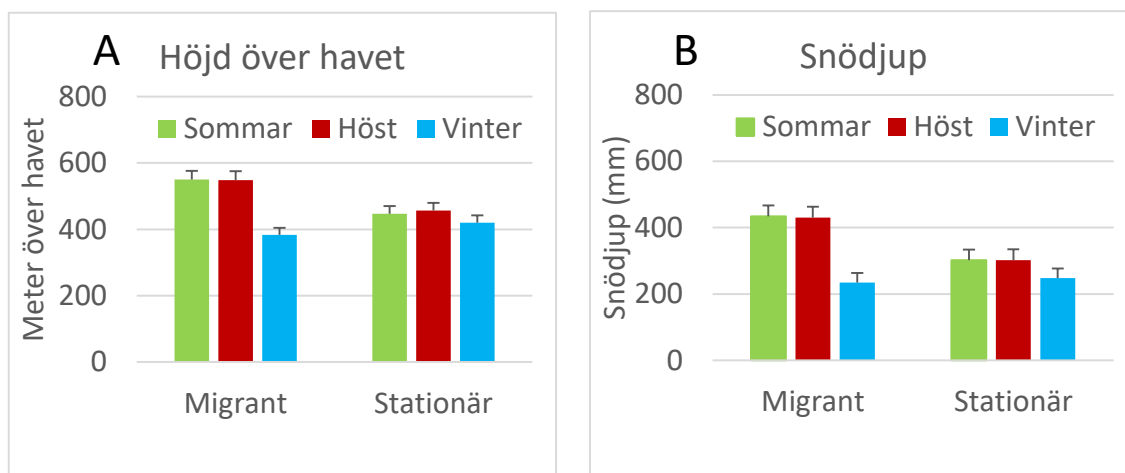 A Höjd över havet
Meter över havet
800
600
400
200
0
Sommar Höst Vinter
Migrant Stationär
B Snödjup
Snödjup (mm)
800
600
400
200
0
Sommar Höst Vinter
Migrant Stationär